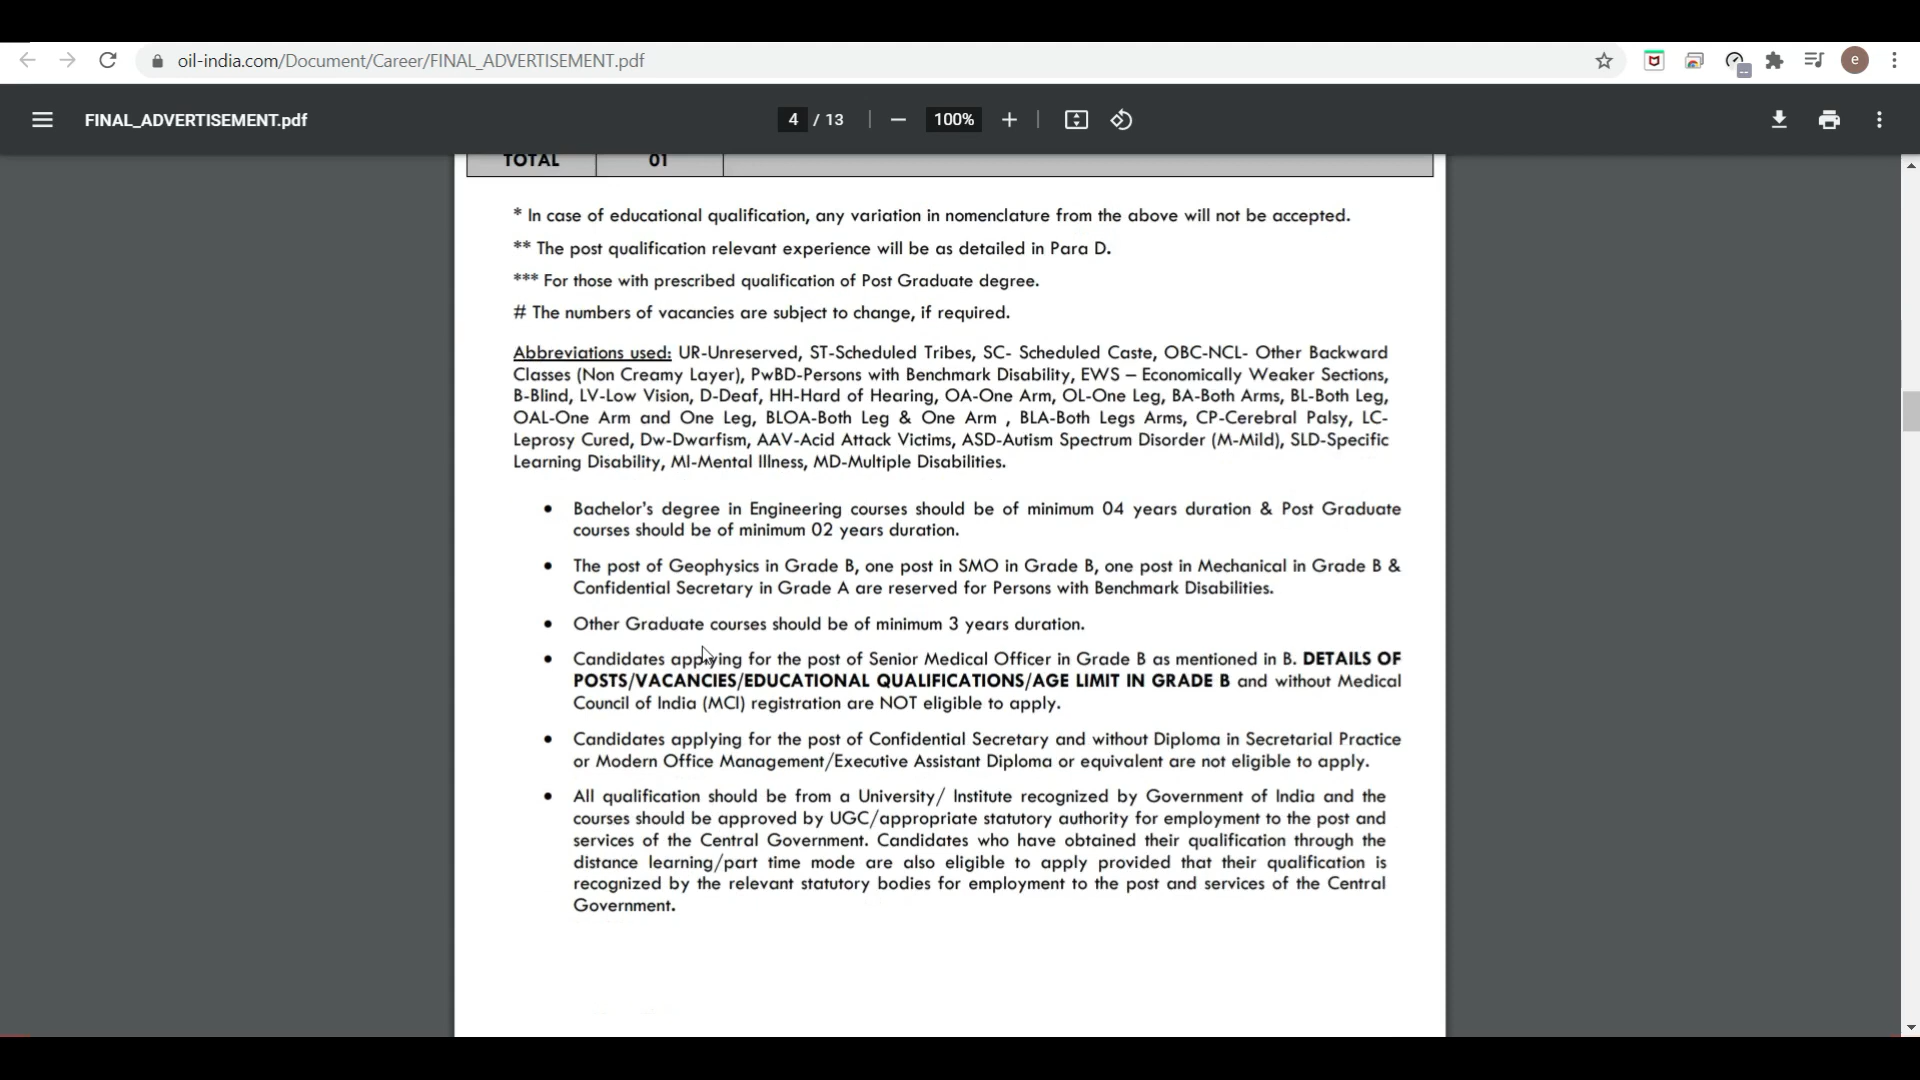 oil-india.com/Document/Career/FINAL_ADVERTISEMENT.pdf
e
FINAL_ADVERTISEMENT.pdf
4 / 13
100%
TOTAL 01
* In case of educational qualification, any variation in nomenclature from the above will not be accepted.
** The post qualification relevant experience will be as detailed in Para D.
*** For those with prescribed qualification of Post Graduate degree.
# The numbers of vacancies are subject to change, if required.
Abbreviations used: UR-Unreserved, ST-Scheduled Tribes, SC- Scheduled Caste, OBC-NCL- Other Backward
Classes (Non Creamy Layer), PwBD-Persons with Benchmark Disability, EWS – Economically Weaker Sections,
B-Blind, LV-Low Vision, D-Deaf, HH-Hard of Hearing, OA-One Arm, OL-One Leg, BA-Both Arms, BL-Both Leg,
OAL-One Arm and One Leg, BLOA-Both Leg & One Arm , BLA-Both Legs Arms, CP-Cerebral Palsy, LC-
Leprosy Cured, Dw-Dwarfism, AAV-Acid Attack Victims, ASD-Autism Spectrum Disorder (M-Mild), SLD-Specific
Learning Disability, MI-Mental Illness, MD-Multiple Disabilities.
• Bachelor’s degree in Engineering courses should be of minimum 04 years duration & Post Graduate
courses should be of minimum 02 years duration.
• The post of Geophysics in Grade B, one post in SMO in Grade B, one post in Mechanical in Grade B &
Confidential Secretary in Grade A are reserved for Persons with Benchmark Disabilities.
• Other Graduate courses should be of minimum 3 years duration.
• Candidates applying for the post of Senior Medical Officer in Grade B as mentioned in B. DETAILS OF
POSTS/VACANCIES/EDUCATIONAL QUALIFICATIONS/AGE LIMIT IN GRADE B and without Medical
Council of India (MCI) registration are NOT eligible to apply.
• Candidates applying for the post of Confidential Secretary and without Diploma in Secretarial Practice
or Modern Office Management/Executive Assistant Diploma or equivalent are not eligible to apply.
• All qualification should be from a University/ Institute recognized by Government of India and the
courses should be approved by UGC/appropriate statutory authority for employment to the post and
services of the Central Government. Candidates who have obtained their qualification through the
distance learning/part time mode are also eligible to apply provided that their qualification is
recognized by the relevant statutory bodies for employment to the post and services of the Central
Government.